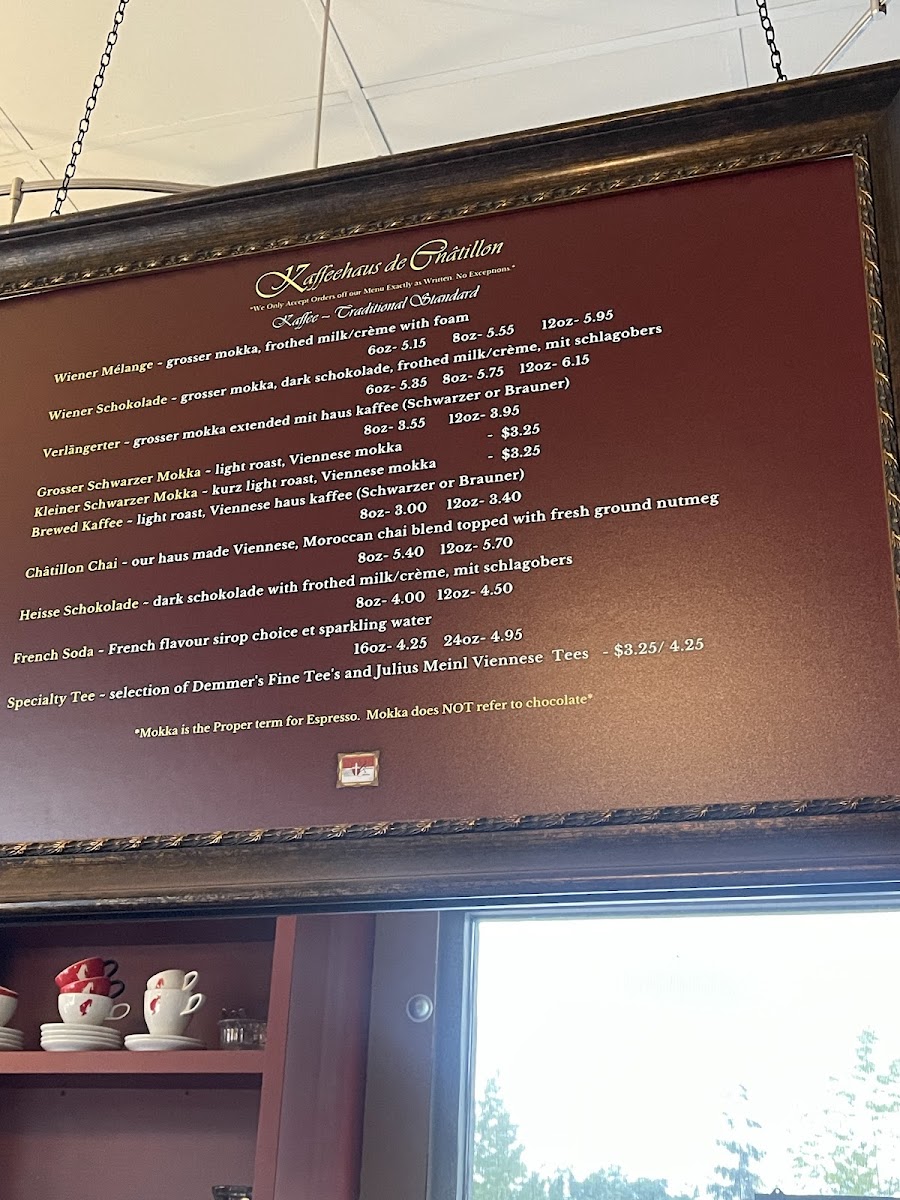 Kaffeehaus de Châtillon
"We Only Accept Orders off our Menu Exactly as Written. No Exceptions."
Kaffee ~ Traditional Standard
Wiener Mélange ~ grosser mokka, frothed milk/crème with foam
6oz- 5.15 8oz- 5.55 12oz- 5.95
Wiener Schokolade ~ grosser mokka, dark schokolade, frothed milk/crème, mit schlagobers
6oz- 5.35 8oz- 5.75 12oz- 6.15
Verlängerter ~ grosser mokka extended mit haus kaffee (Schwarzer or Brauner)
8oz- 3.55 12oz- 3.95
Grosser Schwarzer Mokka ~ light roast, Viennese mokka - $3.25
Kleiner Schwarzer Mokka ~ kurz light roast, Viennese mokka - $3.25
Brewed Kaffee ~ light roast, Viennese haus kaffee (Schwarzer or Brauner)
8oz- 3.00 12oz- 3.40
Châtillon Chai ~ our haus made Viennese, Moroccan chai blend topped with fresh ground nutmeg
8oz- 5.40 12oz- 5.70
Heisse Schokolade ~ dark schokolade with frothed milk/crème, mit schlagobers
8oz- 4.00 12oz- 4.50
French Soda ~ French flavour sirop choice et sparkling water
16oz- 4.25 24oz- 4.95
Specialty Tee ~ selection of Demmer's Fine Tee's and Julius Meinl Viennese Tees - $3.25/ 4.25
*Mokka is the Proper term for Espresso. Mokka does NOT refer to chocolate*